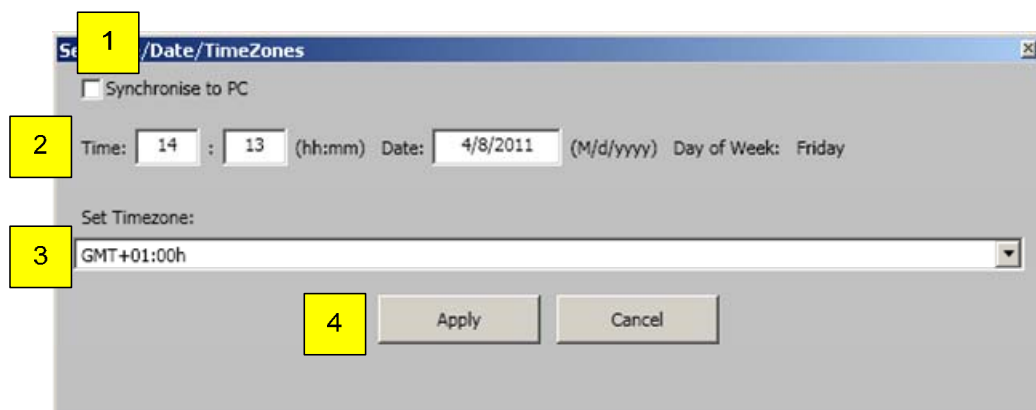 1
Se /Date/TimeZones
Synchronise to PC
2
Time: 14 : 13 (hh:mm) Date: 4/8/2011 (M/d/yyyy) Day of Week: Friday
Set Timezone:
3
GMT+01:00h
4
Apply Cancel